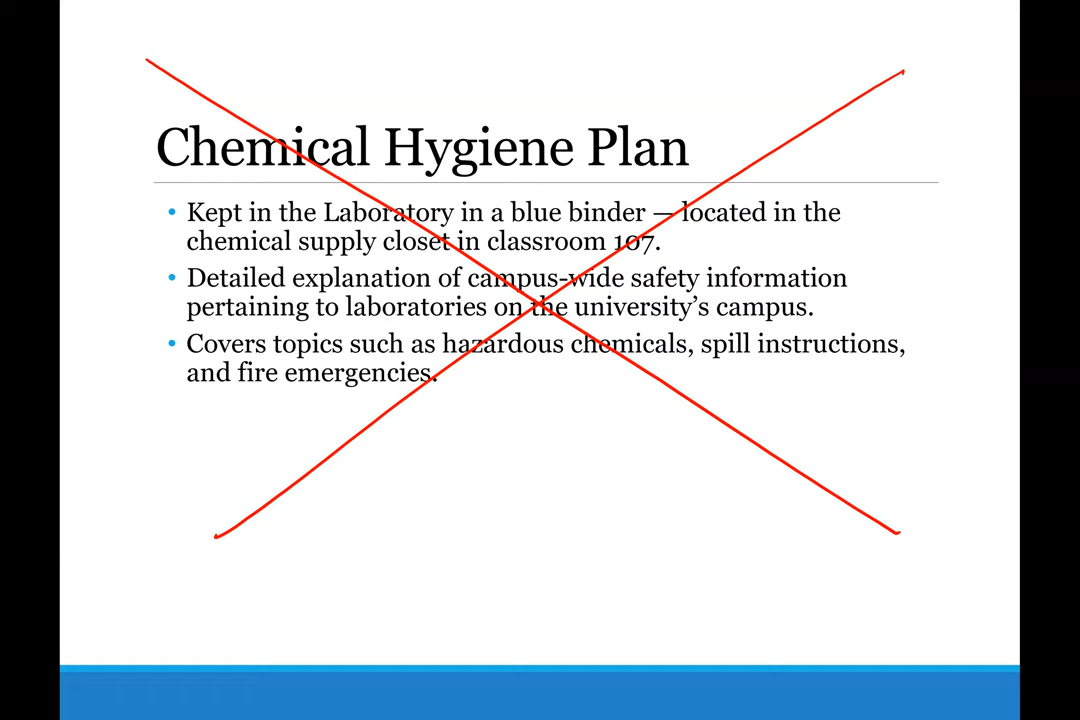 Chemical Hygiene Plan
• Kept in the Laboratory in a blue binder — located in the
chemical supply closet in classroom 107.
• Detailed explanation of campus-wide safety information
pertaining to laboratories on the university’s campus.
• Covers topics such as hazardous chemicals, spill instructions,
and fire emergencies.